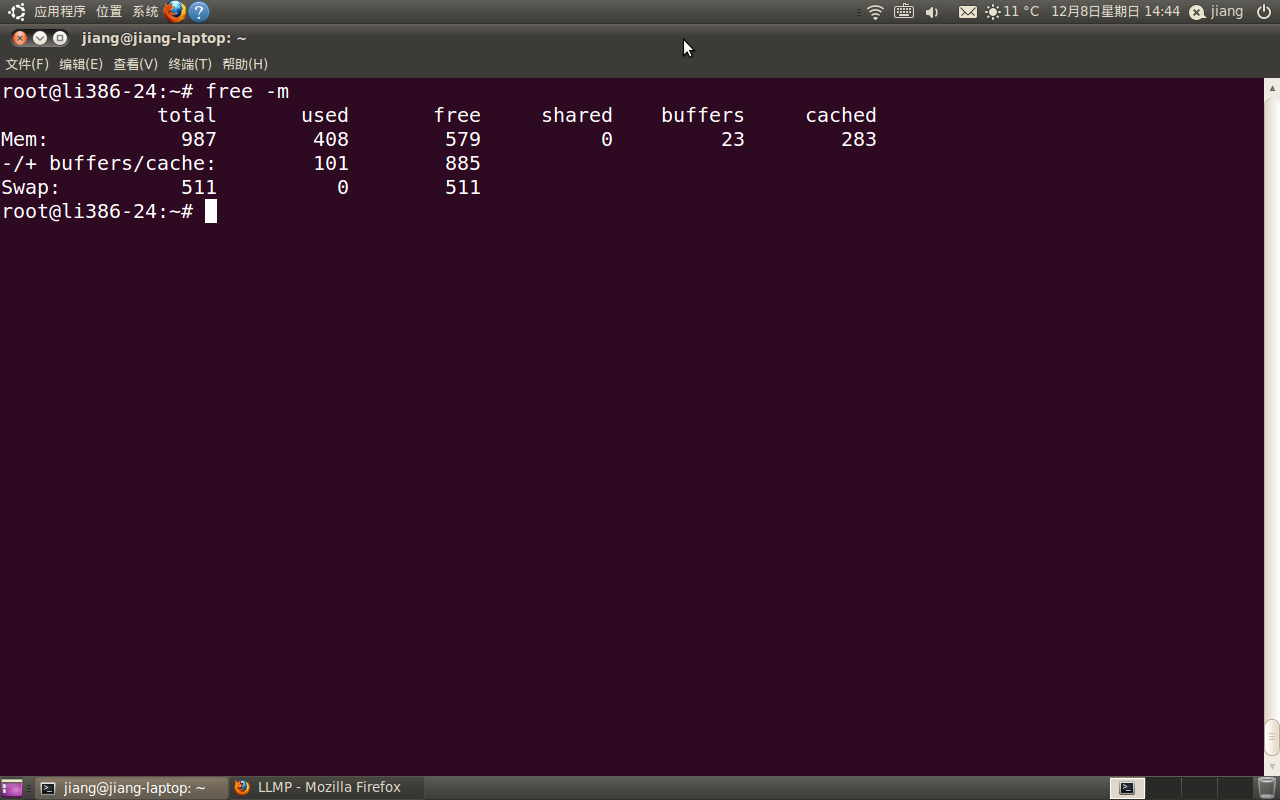 应用程序 位置 系统 11 °C 12月8日星期日 14:44 jiang
jiang@jiang-laptop: ~
文件(F) 编辑(E) 查看(V) 终端(T) 帮助(H)
root@li386-24:~# free -m
total used free shared buffers cached
Mem: 987 408 579 0 23 283
-/+ buffers/cache: 101 885
Swap: 511 0 511
root@li386-24:~#
jiang@jiang-laptop: ~ LLMP - Mozilla Firefox